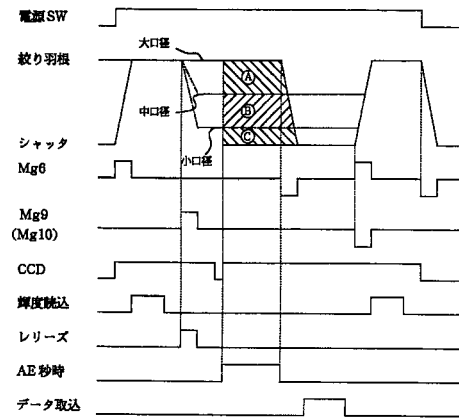 電源SW
大口径
絞り羽根
Ⓐ
中口径
Ⓑ
小口径
Ⓒ
シャッタ
Mg6
Mg9
(Mg10)
CCD
輝度読込
レリーズ
AE秒時
データ取込